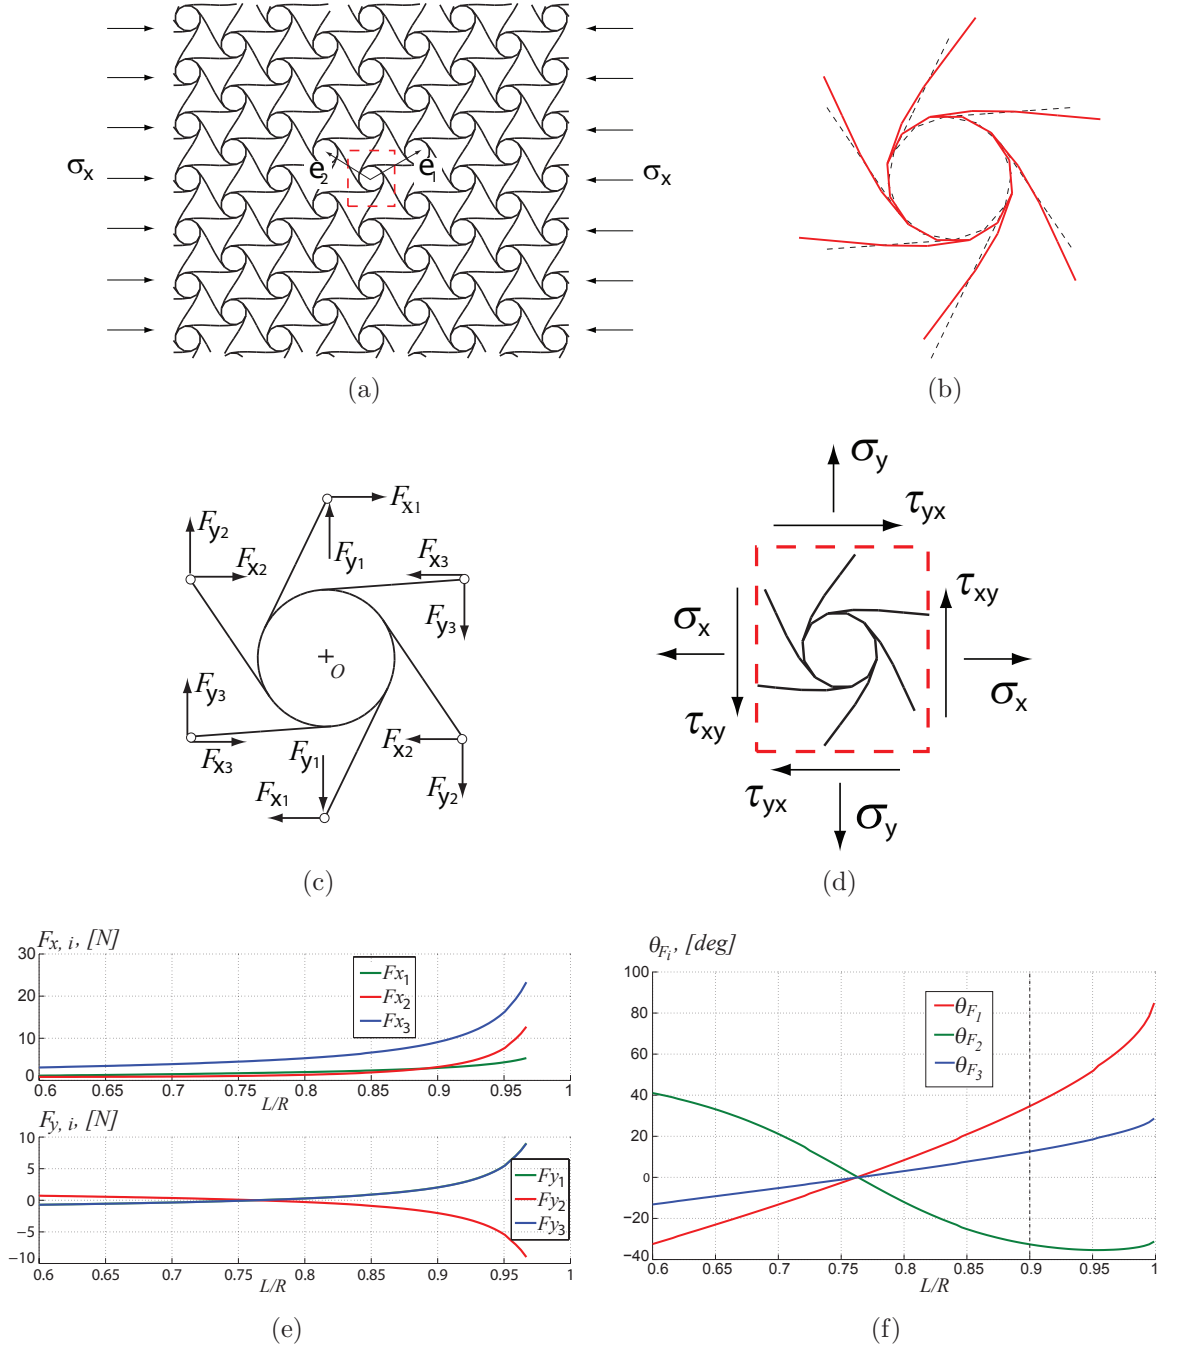 σx
σx
e2
e1
(a)
(b)
Fx1
Fy2
Fy1
Fx2
Fx3
Fy3
O
Fy3
Fx3
Fy1
Fx2
Fx1
Fy2
(c)
σy
τyx
τxy
σx
σx
τxy
τyx
σy
(d)
Fx, i, [N]
30
20
10
0
Fx1
Fx2
Fx3
0.6 0.65 0.7 0.75 0.8 0.85 0.9 0.95 1
L/R
Fy, i, [N]
10
5
0
−5
−10
Fy1
Fy2
Fy3
0.6 0.65 0.7 0.75 0.8 0.85 0.9 0.95 1
L/R
(e)
θFi, [deg]
100
80
60
40
20
0
−20
−40
θF1
θF2
θF3
0.6 0.65 0.7 0.75 0.8 0.85 0.9 0.95 1
L/R
(f)